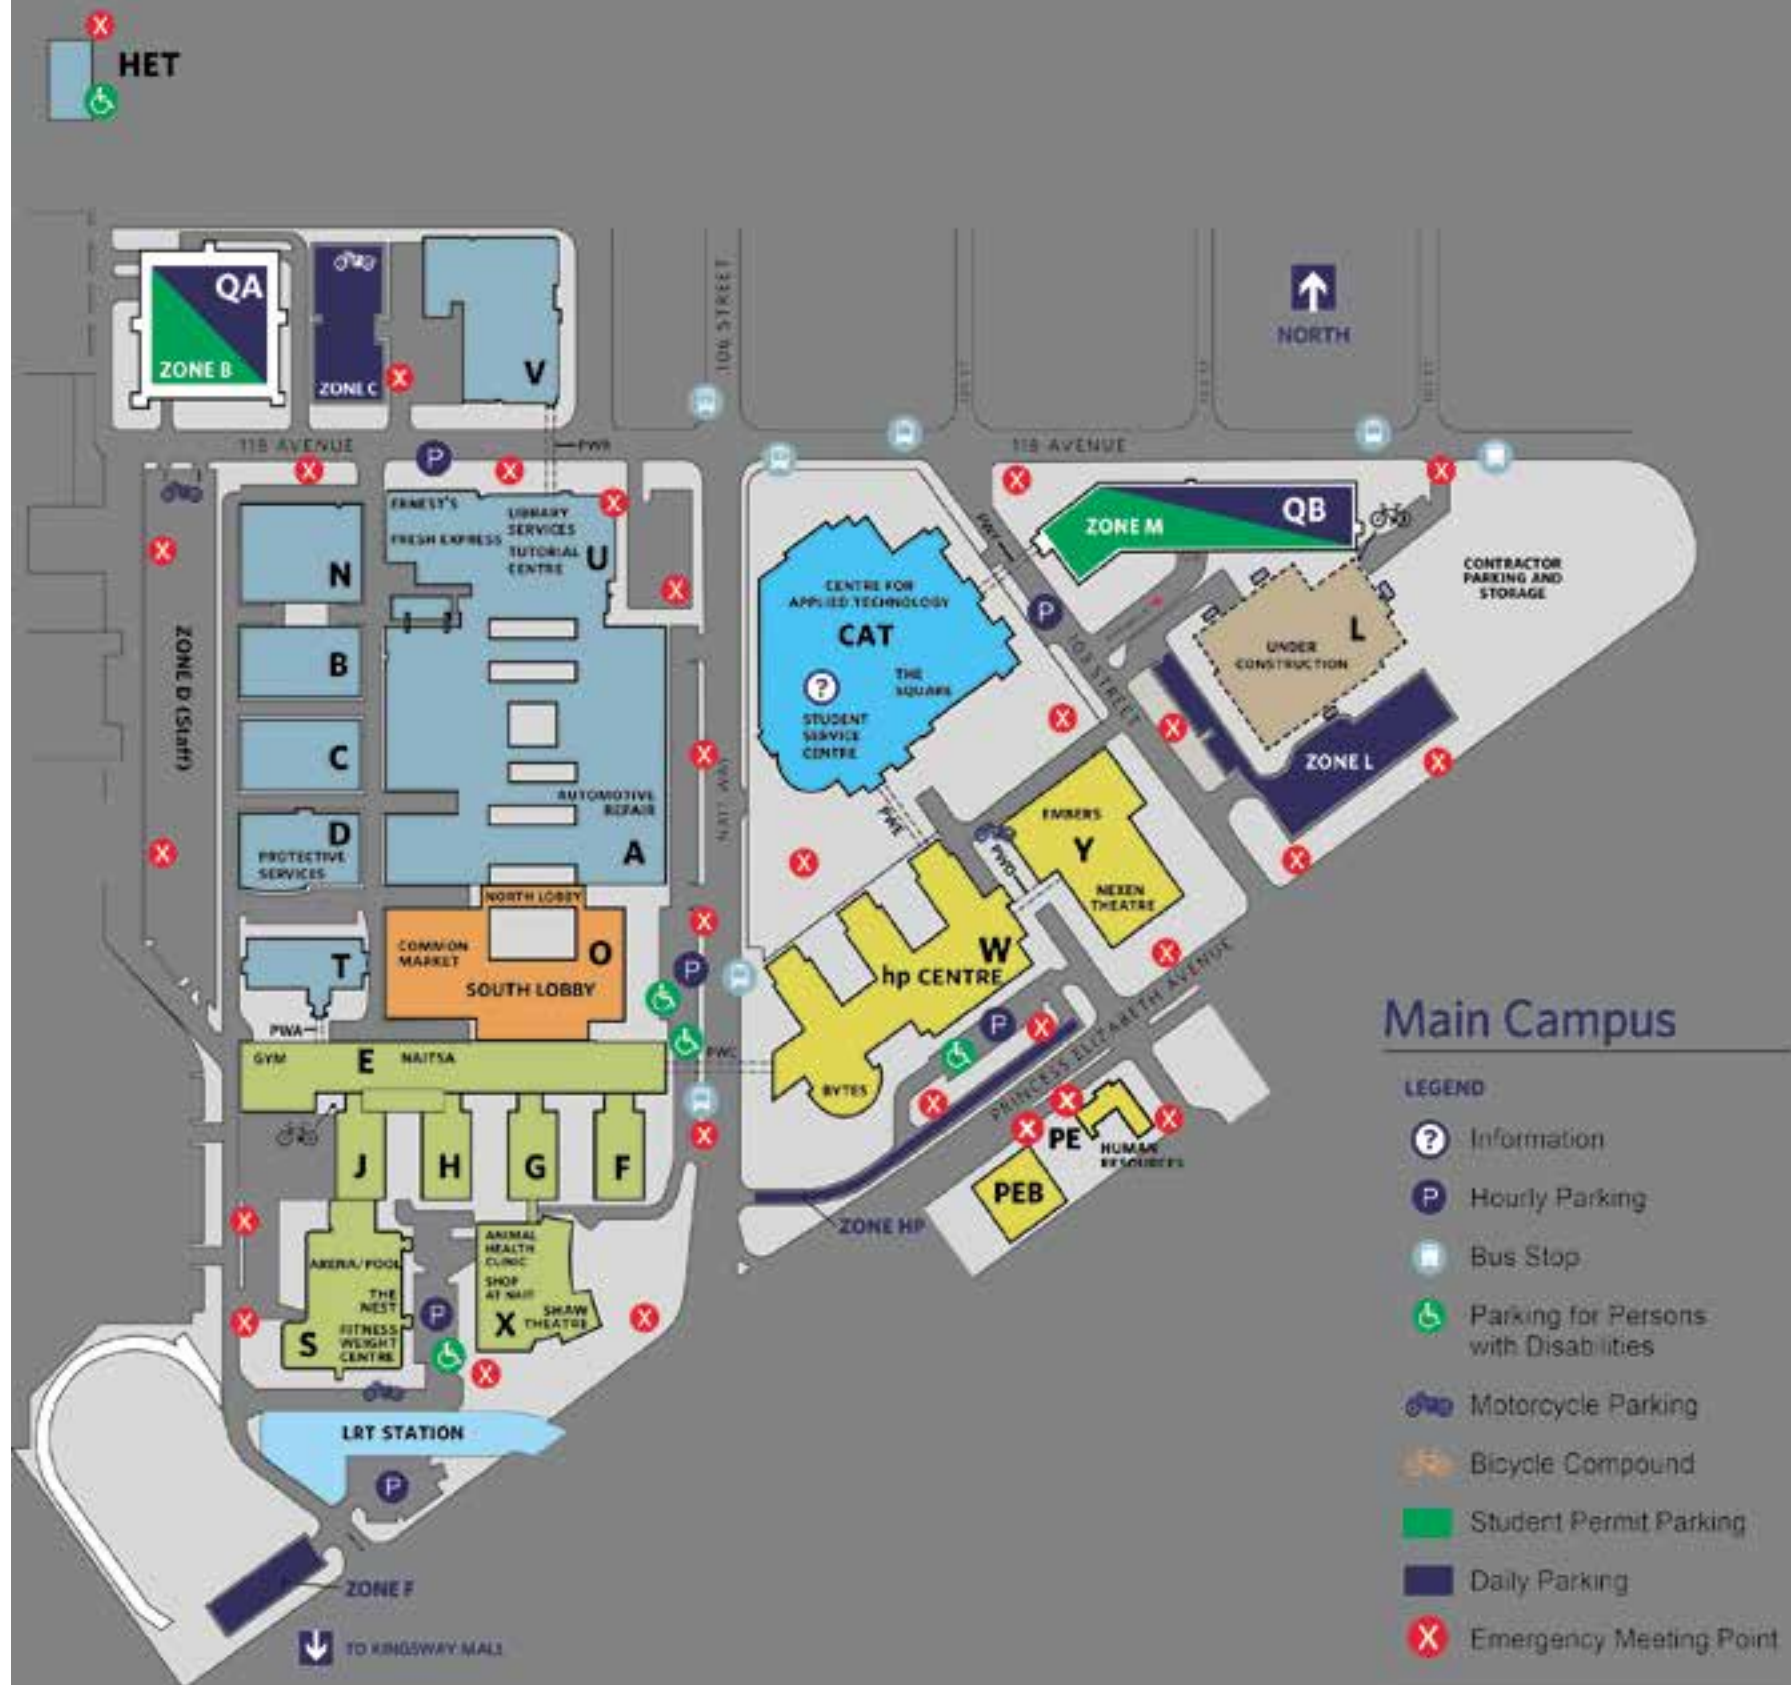 HET
QA
ZONE B
ZONE C
V
106 STREET
NORTH
118 AVENUE
P
PWR
118 AVENUE
ERNEST'S
LIBRARY
SERVICES
FRESH EXPRESS
TUTORIAL
CENTRE
U
N
B
C
D
PROTECTIVE
SERVICES
ZONE D (Staff)
AUTOMOTIVE
REPAIR
A
NAIT WAY
CENTRE FOR
APPLIED TECHNOLOGY
CAT
?
THE
SQUARE
STUDENT
SERVICE
CENTRE
QB
ZONE M
P
CONTRACTOR
PARKING AND
STORAGE
L
UNDER
CONSTRUCTION
ZONE L
EMBERS
Y
NEXEN
THEATRE
W
hp CENTRE
BYTES
P
PRINCESS ELIZABETH AVENUE
PE
HUMAN
RESOURCES
PEB
ZONE HP
NORTH LOBBY
COMMON
MARKET
O
SOUTH LOBBY
P
T
PWA
GYM
E
NAITSA
J
H
G
F
ARENA/POOL
THE
NEST
S
FITNESS
WEIGHT
CENTRE
P
ANIMAL
HEALTH
CLINIC
SHOP
AT NAIT
X
SHAW
THEATRE
LRT STATION
P
ZONE F
TO KINGSWAY MALL
Main Campus
LEGEND
? Information
P Hourly Parking
Bus Stop
Parking for Persons
with Disabilities
Motorcycle Parking
Bicycle Compound
Student Permit Parking
Daily Parking
X Emergency Meeting Point